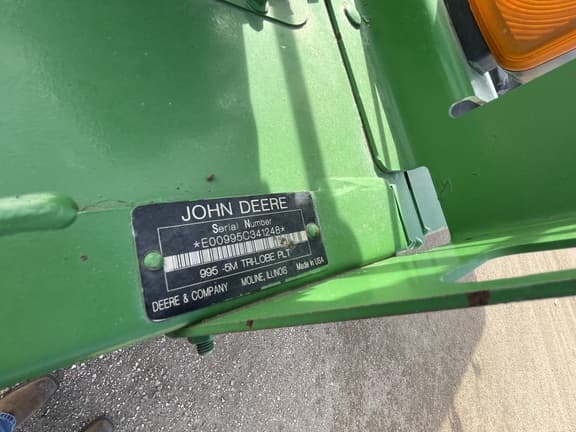 JOHN DEERE
Serial Number
*E00995C341248*
995 .5M TRI-LOBE PLT
DEERE & COMPANY MOLINE, ILLINOIS Made in USA